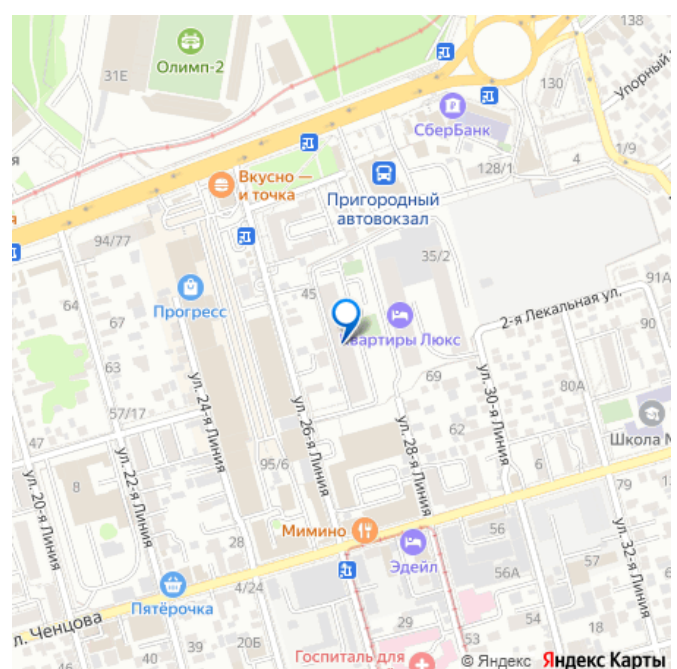 138
Олимп-2
31Е
130
Упорный
СберБанк
1/9
Вкусно —
и точка
128/1
4
Пригородный
автовокзал
94/77
35/2
91А
45
64
Прогресс
67
2-я Лекальная ул.
90
вартиры Люкс
63
69
80А
57/17
ул. 24-я Линия
ул. 26-я Линия
ул. 28-я Линия
ул. 30-я Линия
62
47
Школа №
95/6
6
8
79
ул. 20-я Линия
ул. 22-я Линия
ул. 32-я Линия
Мимино
56
28
Эдейл
57
56А
4/24
Пятёрочка
л. Ченцова
24
29
18
39
20Б
53
Госпиталь для
© Яндекс Яндекс Карты